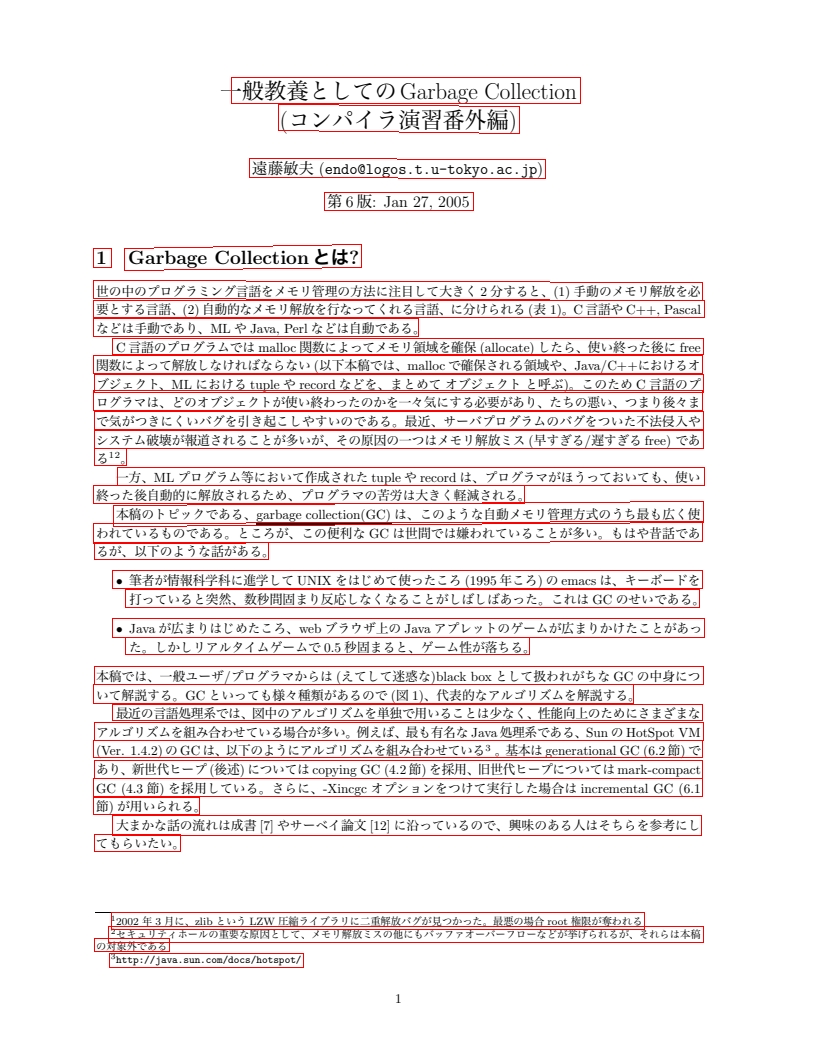 一般教養としての Garbage Collection
(コンパイラ演習番外編)
遠藤敏夫 (endo@logos.t.u-tokyo.ac.jp)
第 6 版: Jan 27, 2005
1 Garbage Collection とは?
世の中のプログラミング言語をメモリ管理の方法に注目して大きく 2 分すると、(1) 手動のメモリ解放を必
要とする言語、(2) 自動的なメモリ解放を行なってくれる言語、に分けられる (表 1)。C 言語や C++, Pascal
などは手動であり、ML や Java, Perl などは自動である。
C 言語のプログラムでは malloc 関数によってメモリ領域を確保 (allocate) したら、使い終った後に free
関数によって解放しなければならない (以下本稿では、malloc で確保される領域や、Java/C++におけるオ
ブジェクト、ML における tuple や record などを、まとめて オブジェクト と呼ぶ)。このため C 言語のプ
ログラマは、どのオブジェクトが使い終わったのかを一々気にする必要があり、たちの悪い、つまり後々ま
で気がつきにくいバグを引き起こしやすいのである。最近、サーバプログラムのバグをついた不法侵入や
システム破壊が報道されることが多いが、その原因の一つはメモリ解放ミス (早すぎる/遅すぎる free) であ
る¹²。
一方、ML プログラム等において作成された tuple や record は、プログラマがほうっておいても、使い
終った後自動的に解放されるため、プログラマの苦労は大きく軽減される。
本稿のトピックである、garbage collection(GC) は、このような自動メモリ管理方式のうち最も広く使
われているものである。ところが、この便利な GC は世間では嫌われていることが多い。もはや昔話であ
るが、以下のような話がある。
• 筆者が情報科学科に進学して UNIX をはじめて使ったころ (1995 年ころ) の emacs は、キーボードを
打っていると突然、数秒間固まり反応しなくなることがしばしばあった。これは GC のせいである。
• Java が広まりはじめたころ、web ブラウザ上の Java アプレットのゲームが広まりかけたことがあっ
た。しかしリアルタイムゲームで 0.5 秒固まると、ゲーム性が落ちる。
本稿では、一般ユーザ/プログラマからは (えてして迷惑な)black box として扱われがちな GC の中身につ
いて解説する。GC といっても様々種類があるので (図 1)、代表的なアルゴリズムを解説する。
最近の言語処理系では、図中のアルゴリズムを単独で用いることは少なく、性能向上のためにさまざまな
アルゴリズムを組み合わせている場合が多い。例えば、最も有名な Java 処理系である、Sun の HotSpot VM
(Ver. 1.4.2) の GC は、以下のようにアルゴリズムを組み合わせている³ 。基本は generational GC (6.2 節) で
あり、新世代ヒープ (後述) については copying GC (4.2 節) を採用、旧世代ヒープについては mark-compact
GC (4.3 節) を採用している。さらに、-Xincgc オプションをつけて実行した場合は incremental GC (6.1
節) が用いられる。
大まかな話の流れは成書 [7] やサーベイ論文 [12] に沿っているので、興味のある人はそちらを参考にし
てもらいたい。
¹2002 年 3 月に、zlib という LZW 圧縮ライブラリに二重解放バグが見つかった。最悪の場合 root 権限が奪われる
²セキュリティホールの重要な原因として、メモリ解放ミスの他にもバッファオーバーフローなどが挙げられるが、それらは本稿
の対象外である
³http://java.sun.com/docs/hotspot/
1